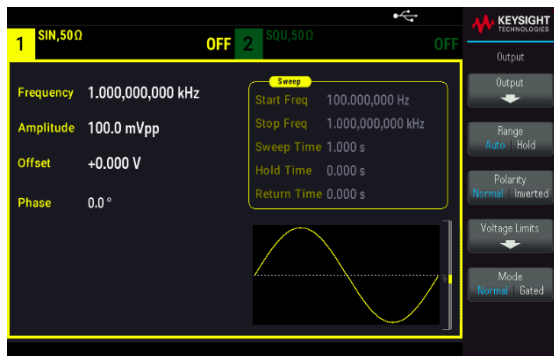 KEYSIGHT
TECHNOLOGIES
1 SIN,50Ω OFF
2 SQU,50Ω OFF
Output
Frequency 1.000,000,000 kHz
Amplitude 100.0 mVpp
Offset +0.000 V
Phase 0.0 °
Sweep
Start Freq 100.000,000 Hz
Stop Freq 1.000,000,000 kHz
Sweep Time 1.000 s
Hold Time 0.000 s
Return Time 0.000 s
Output
Range
Auto Hold
Polarity
Normal Inverted
Voltage Limits
Mode
Normal Gated